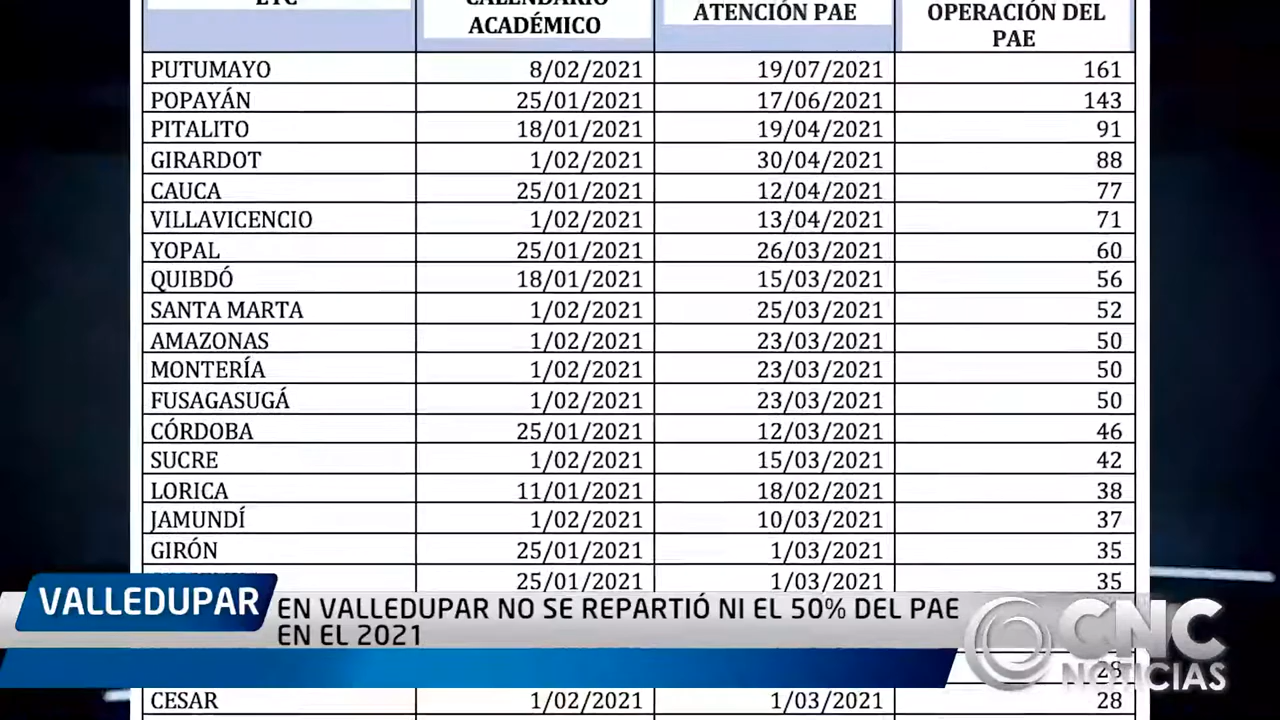 ETC CALENDARIO ACADÉMICO ATENCIÓN PAE OPERACIÓN DEL PAE
PUTUMAYO 8/02/2021 19/07/2021 161
POPAYÁN 25/01/2021 17/06/2021 143
PITALITO 18/01/2021 19/04/2021 91
GIRARDOT 1/02/2021 30/04/2021 88
CAUCA 25/01/2021 12/04/2021 77
VILLAVICENCIO 1/02/2021 13/04/2021 71
YOPAL 25/01/2021 26/03/2021 60
QUIBDÓ 18/01/2021 15/03/2021 56
SANTA MARTA 1/02/2021 25/03/2021 52
AMAZONAS 1/02/2021 23/03/2021 50
MONTERÍA 1/02/2021 23/03/2021 50
FUSAGASUGÁ 1/02/2021 23/03/2021 50
CÓRDOBA 25/01/2021 12/03/2021 46
SUCRE 1/02/2021 15/03/2021 42
LORICA 11/01/2021 18/02/2021 38
JAMUNDÍ 1/02/2021 10/03/2021 37
GIRÓN 25/01/2021 1/03/2021 35
25/01/2021 1/03/2021 35
VALLEDUPAR
EN VALLEDUPAR NO SE REPARTIÓ NI EL 50% DEL PAE
EN EL 2021
CNC
NOTICIAS
28
CESAR 1/02/2021 1/03/2021 28